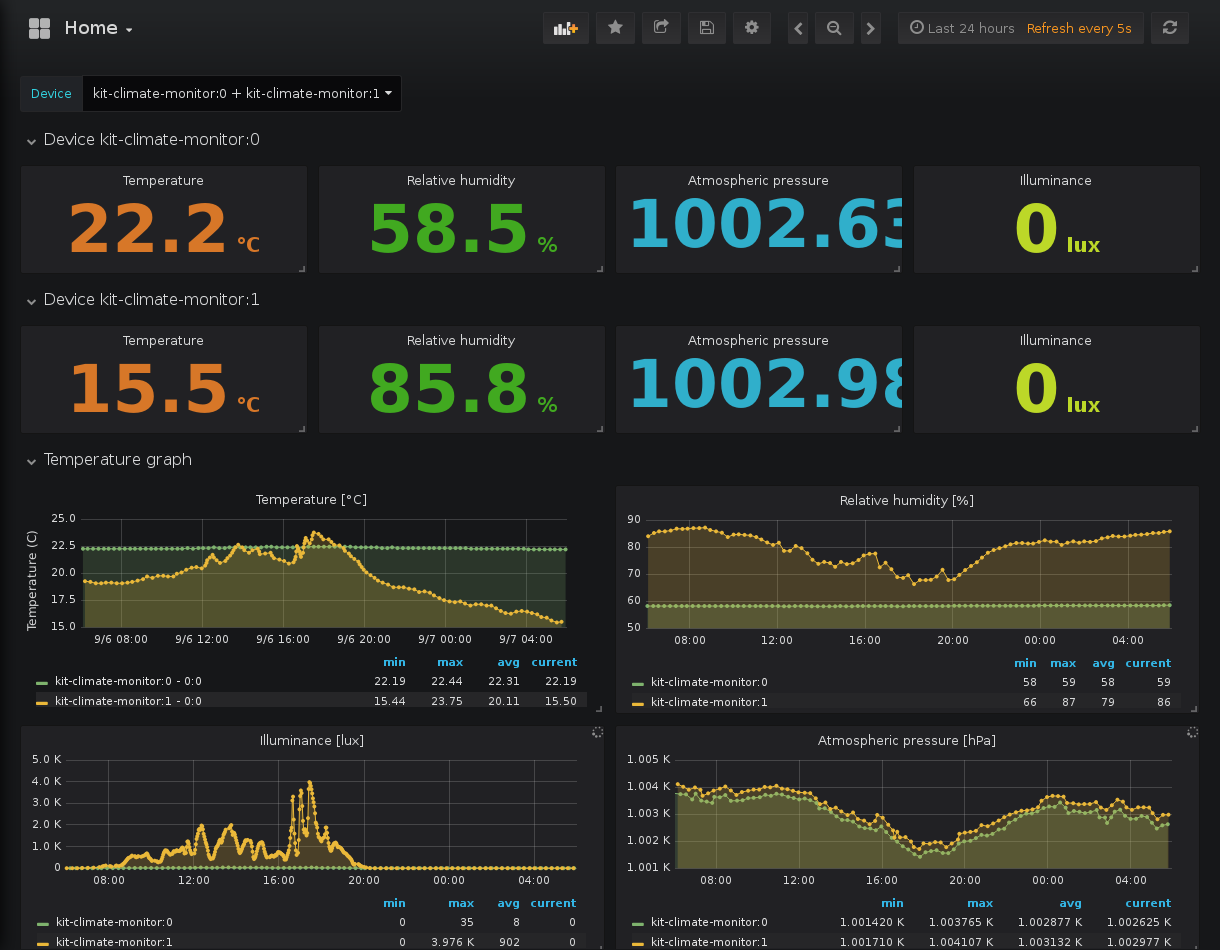 Home
Last 24 hours Refresh every 5s
Device kit-climate-monitor:0 + kit-climate-monitor:1
Device kit-climate-monitor:0
Temperature Relative humidity Atmospheric pressure Illuminance
22.2 °C 58.5 % 1002.63 0 lux
Device kit-climate-monitor:1
Temperature Relative humidity Atmospheric pressure Illuminance
15.5 °C 85.8 % 1002.98 0 lux
Temperature graph
Temperature [°C]
Temperature (C)
25.0
22.5
20.0
17.5
15.0
9/6 08:00 9/6 12:00 9/6 16:00 9/6 20:00 9/7 00:00 9/7 04:00
min max avg current
kit-climate-monitor:0 - 0:0 22.19 22.44 22.31 22.19
kit-climate-monitor:1 - 0:0 15.44 23.75 20.11 15.50
Relative humidity [%]
90
80
70
60
50
08:00 12:00 16:00 20:00 00:00 04:00
min max avg current
kit-climate-monitor:0 58 59 58 59
kit-climate-monitor:1 66 87 79 86
Illuminance [lux]
5.0 K
4.0 K
3.0 K
2.0 K
1.0 K
0
08:00 12:00 16:00 20:00 00:00 04:00
min max avg current
kit-climate-monitor:0 0 35 8 0
kit-climate-monitor:1 0 3.976 K 902 0
Atmospheric pressure [hPa]
1.005 K
1.004 K
1.003 K
1.002 K
1.001 K
08:00 12:00 16:00 20:00 00:00 04:00
min max avg current
kit-climate-monitor:0 1.001420 K 1.003765 K 1.002877 K 1.002625 K
kit-climate-monitor:1 1.001710 K 1.004107 K 1.003132 K 1.002977 K